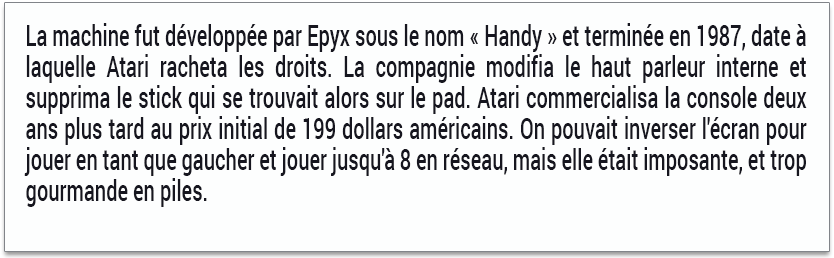 La machine fut développée par Epyx sous le nom « Handy » et terminée en 1987, date à
laquelle Atari racheta les droits. La compagnie modifia le haut parleur interne et
supprima le stick qui se trouvait alors sur le pad. Atari commercialisa la console deux
ans plus tard au prix initial de 199 dollars américains. On pouvait inverser l'écran pour
jouer en tant que gaucher et jouer jusqu'à 8 en réseau, mais elle était imposante, et trop
gourmande en piles.